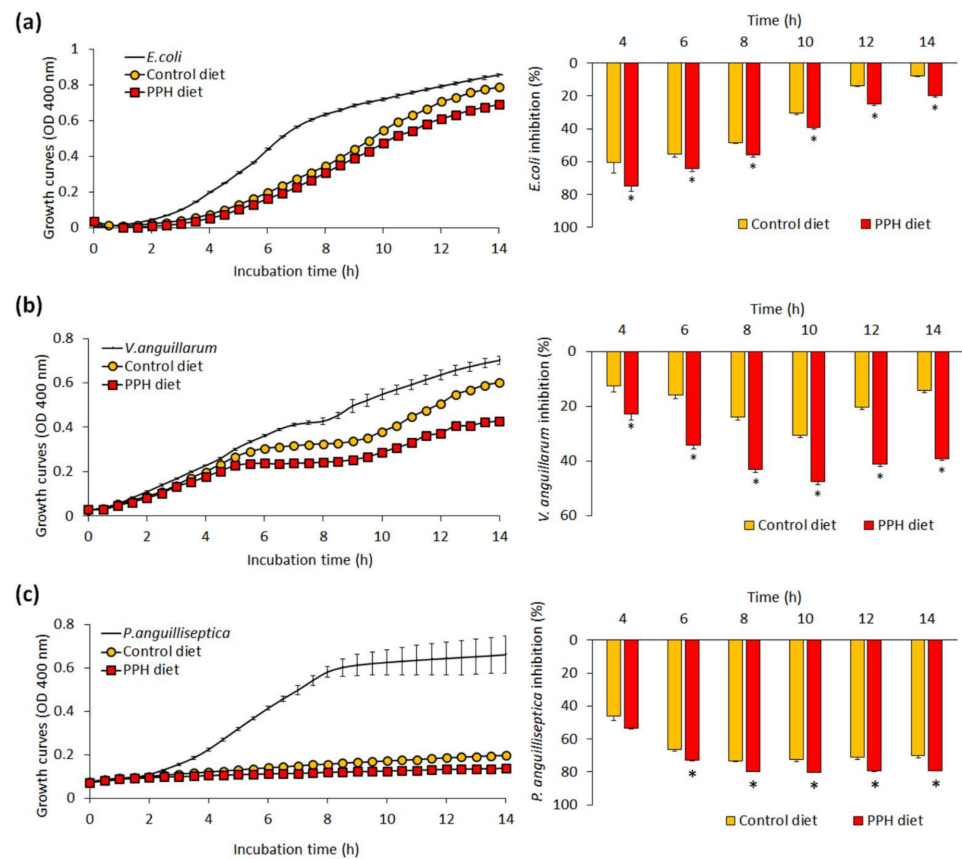 (a)
Growth curves (OD 400 nm)
1
0.8
0.6
0.4
0.2
0
E.coli
Control diet
PPH diet
0 2 4 6 8 10 12 14
Incubation time (h)
Time (h)
4 6 8 10 12 14
E.coli inhibition (%)
0
20
40
60
80
100
* * * * * *
Control diet PPH diet
(b)
Growth curves (OD 400 nm)
0.8
0.6
0.4
0.2
0
V.anguillarum
Control diet
PPH diet
0 2 4 6 8 10 12 14
Incubation time (h)
Time (h)
4 6 8 10 12 14
V. anguillarum inhibition (%)
0
20
40
60
* * * * * *
Control diet PPH diet
(c)
Growth curves (OD 400 nm)
0.8
0.6
0.4
0.2
0
P.anguilliseptica
Control diet
PPH diet
0 2 4 6 8 10 12 14
Incubation time (h)
Time (h)
4 6 8 10 12 14
P. anguilliseptica inhibition (%)
0
20
40
60
80
100
* * * * *
Control diet PPH diet